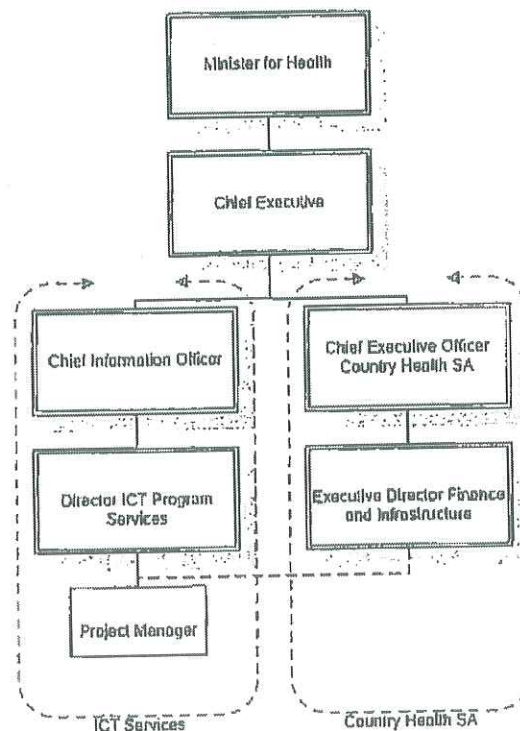 Minister for Health
Chief Executive
Chief Information Officer
Chief Executive Officer
Country Health SA
Director ICT Program
Services
Executive Director Finance
and Infrastructure
Project Manager
ICT Services
Country Health SA